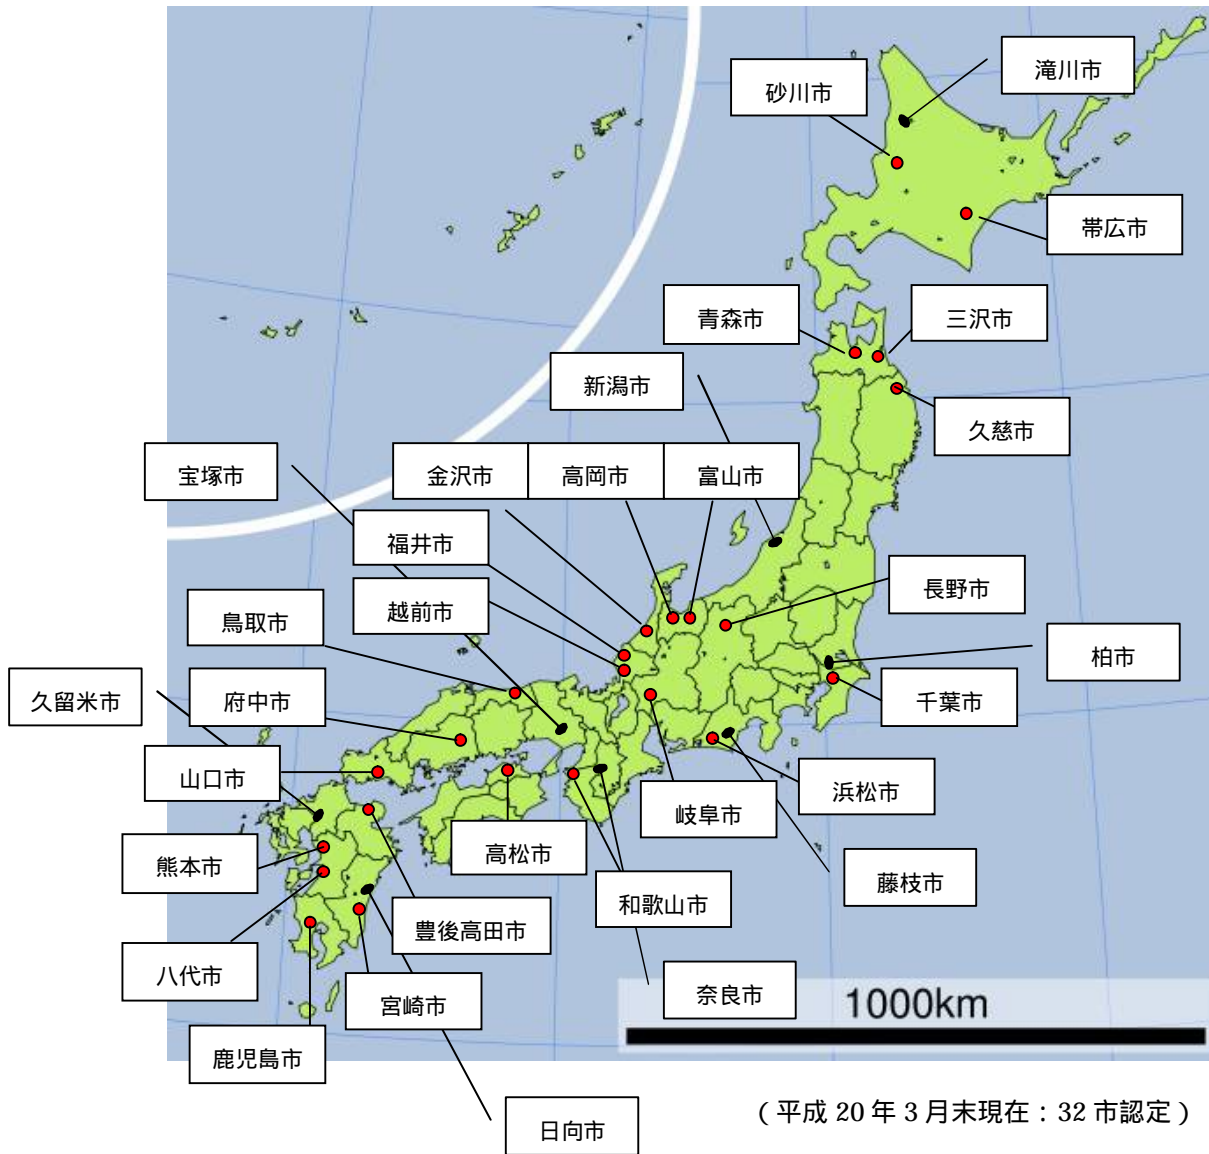 滝川市
砂川市
帯広市
青森市
三沢市
新潟市
久慈市
宝塚市
金沢市
高岡市
富山市
福井市
越前市
長野市
鳥取市
柏市
久留米市
府中市
千葉市
山口市
浜松市
岐阜市
熊本市
高松市
藤枝市
和歌山市
豊後高田市
八代市
奈良市
宮崎市
1000km
鹿児島市
日向市
（平成 20 年 3 月末現在：32 市認定）